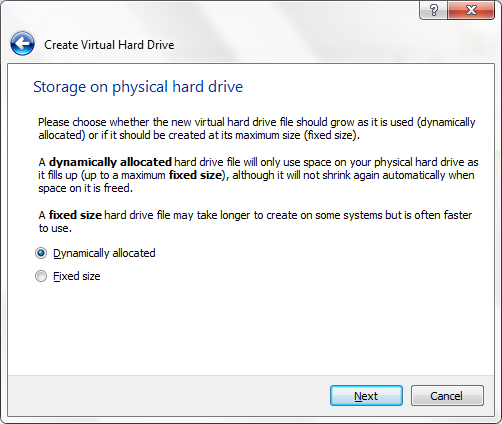 ?
Create Virtual Hard Drive
Storage on physical hard drive
Please choose whether the new virtual hard drive file should grow as it is used (dynamically
allocated) or if it should be created at its maximum size (fixed size).
A dynamically allocated hard drive file will only use space on your physical hard drive as
it fills up (up to a maximum fixed size), although it will not shrink again automatically when
space on it is freed.
A fixed size hard drive file may take longer to create on some systems but is often faster
to use.
Dynamically allocated
Fixed size
Next Cancel